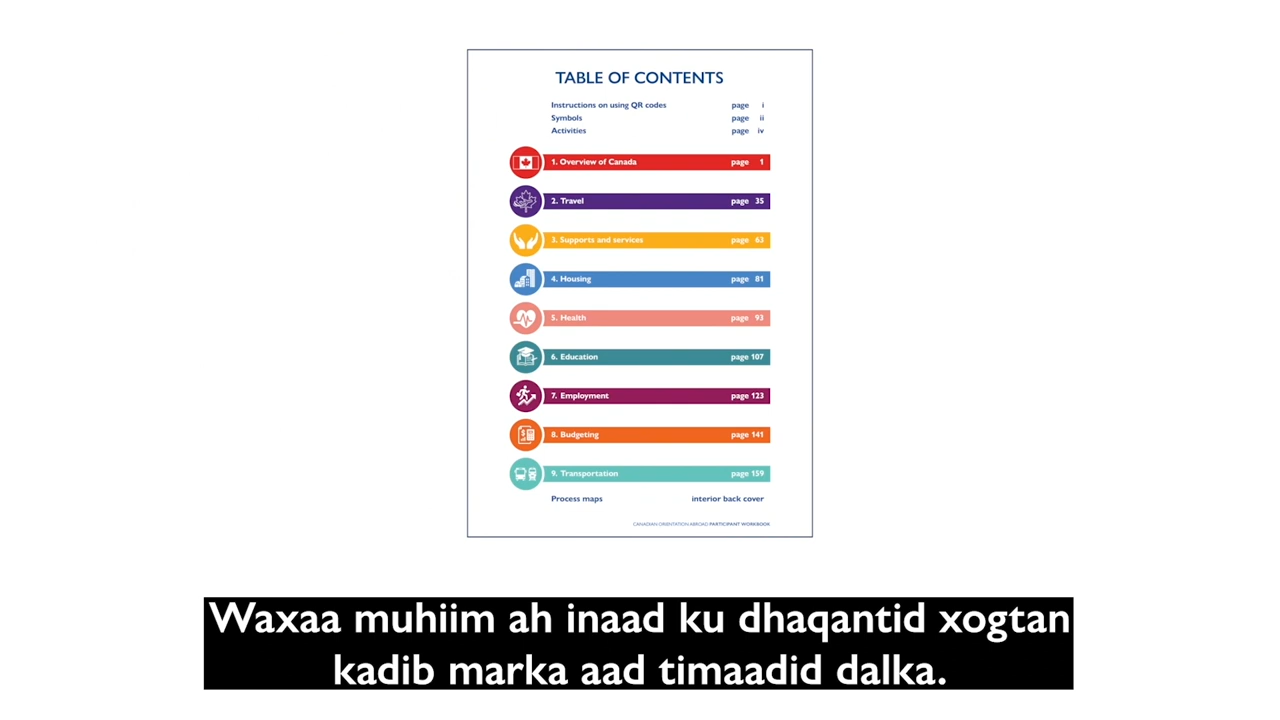 TABLE OF CONTENTS
Instructions on using QR codes page i
Symbols page ii
Activities page iv
1. Overview of Canada page 1
2. Travel page 35
3. Supports and services page 63
4. Housing page 81
5. Health page 93
6. Education page 107
7. Employment page 123
8. Budgeting page 141
9. Transportation page 159
Process maps interior back cover
CANADIAN ORIENTATION ABROAD PARTICIPANT WORKBOOK
Waxaa muhiim ah inaad ku dhaqantid xogtan
kadib marka aad timaadid dalka.